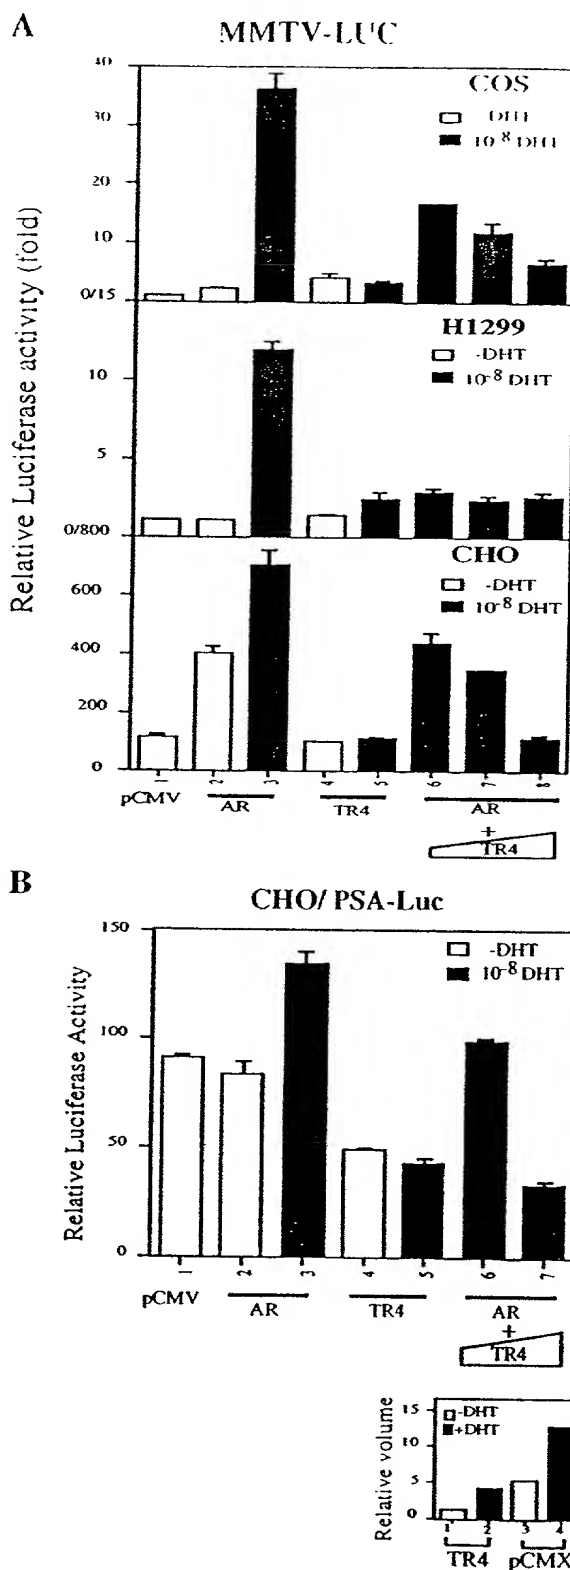 A
MMTV-LUC
Relative Luciferase activity (fold)
40
30
20
10
0/15
COS
-DHT
10-8 DHT
10
5
0/800
H1299
-DHT
10-8 DHT
600
400
200
0
CHO
-DHT
10-8 DHT
1 2 3 4 5 6 7 8
pCMV AR TR4 AR
+
TR4
B
CHO/ PSA-Luc
Relative Luciferase Activity
150
100
50
0
-DHT
10-8 DHT
1 2 3 4 5 6 7
pCMV AR TR4 AR
+
TR4
Relative volume
15
10
5
0
-DHT
+DHT
1 2 3 4
TR4 pCMX